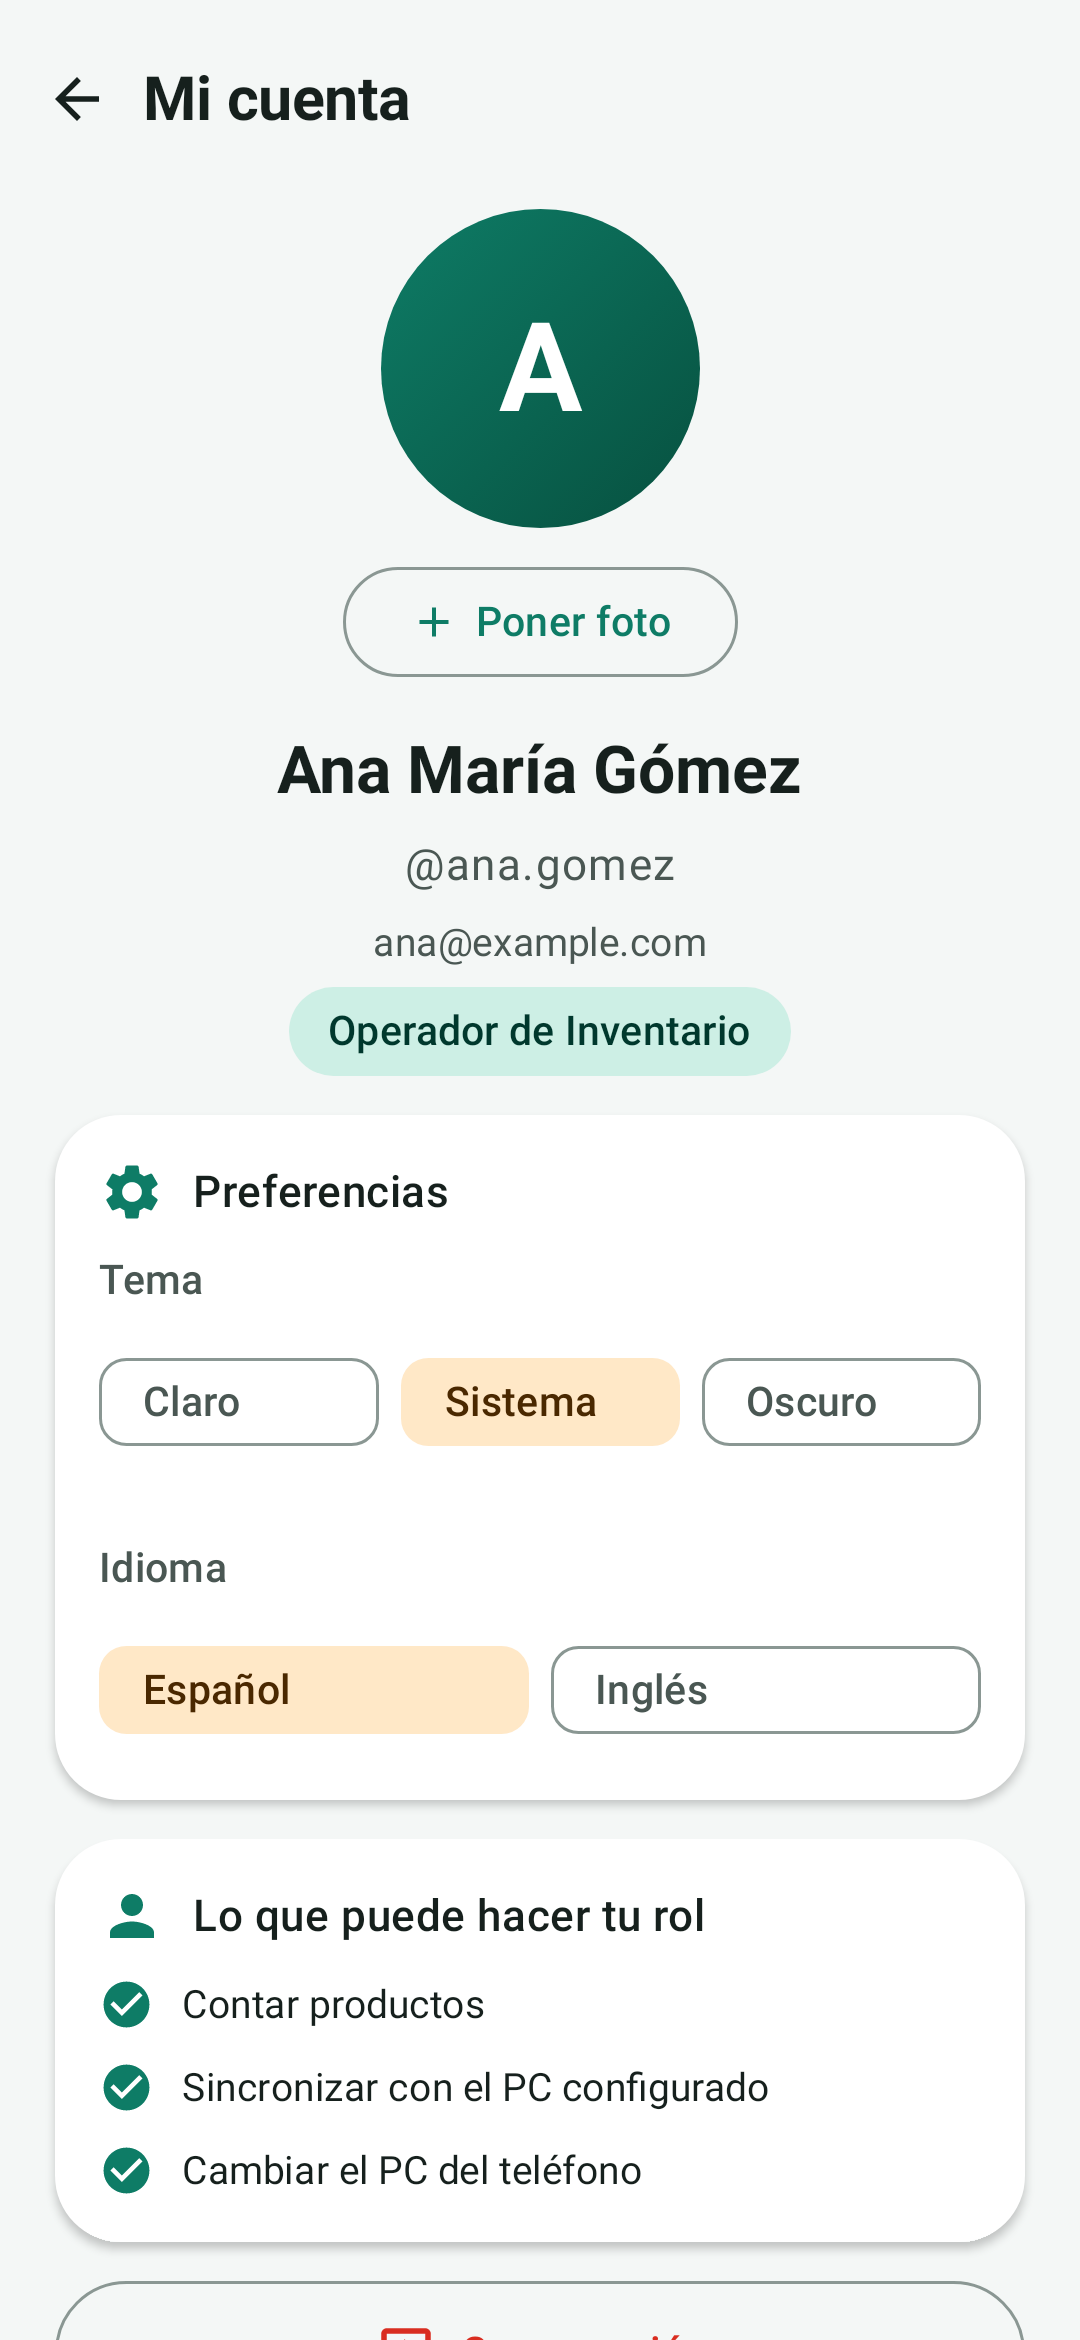 Mi cuenta
A
+ Poner foto
Ana María Gómez
@ana.gomez
ana@example.com
Operador de Inventario
Preferencias
Tema
Claro
Sistema
Oscuro
Idioma
Español
Inglés
Lo que puede hacer tu rol
Contar productos
Sincronizar con el PC configurado
Cambiar el PC del teléfono